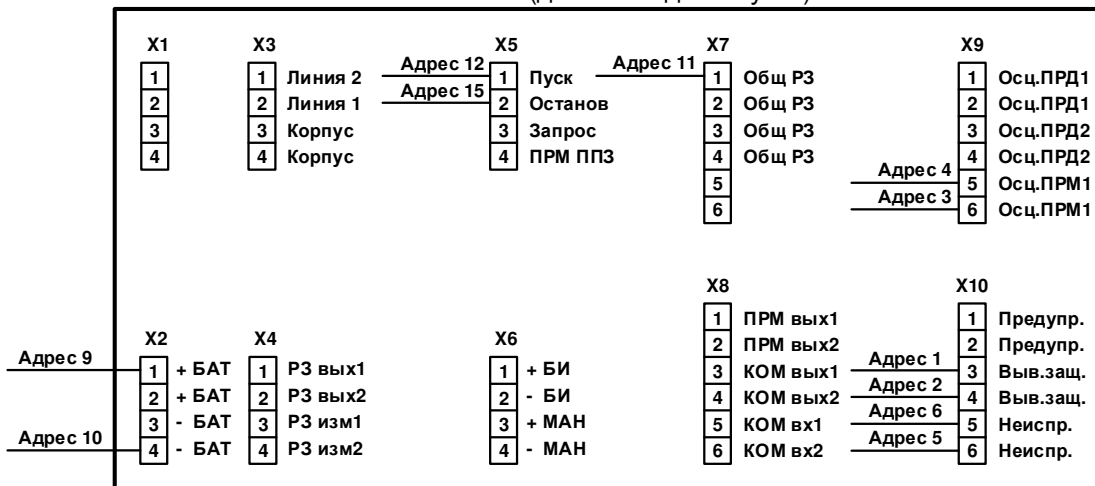 X1 X3 X5 X7 X9
1 1 Линия 2 Адрес 12 1 Пуск Адрес 11 1 Общ РЗ 1 Осц.ПРД1
2 2 Линия 1 Адрес 15 2 Останов 2 Общ РЗ 2 Осц.ПРД1
3 3 Корпус 3 Запрос 3 Общ РЗ 3 Осц.ПРД2
4 4 Корпус 4 ПРМ ППЗ 4 Общ РЗ 4 Осц.ПРД2
5 Адрес 4 5 Осц.ПРМ1
6 Адрес 3 6 Осц.ПРМ1
X8 X10
1 ПРМ вых1 1 Предупр.
X2 X4 X6
2 ПРМ вых2 2 Предупр.
Адрес 9 1 + БАТ 1 РЗ вых1 1 + БИ 3 КОМ вых1 Адрес 1 3 Выв.защ.
2 + БАТ 2 РЗ вых2 2 - БИ 4 КОМ вых2 Адрес 2 4 Выв.защ.
3 - БАТ 3 РЗ изм1 3 + МАН 5 КОМ вх1 Адрес 6 5 Неиспр.
Адрес 10 4 - БАТ 4 РЗ изм2 4 - МАН 6 КОМ вх2 Адрес 5 6 Неиспр.